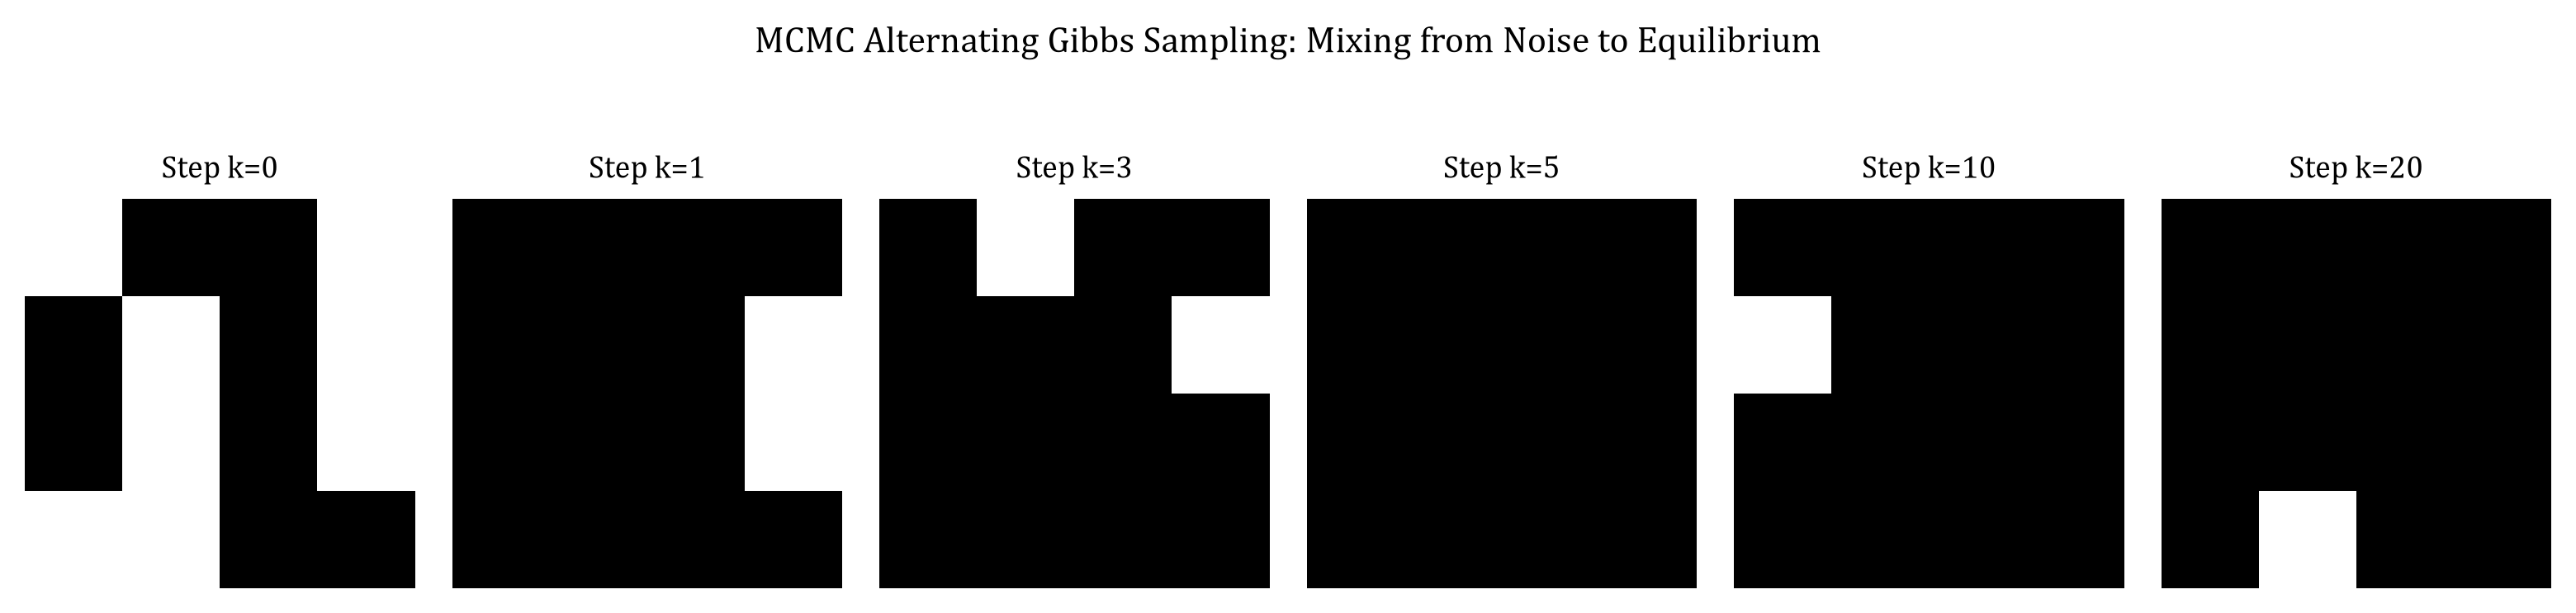 MCMC Alternating Gibbs Sampling: Mixing from Noise to Equilibrium
Step k=0
Step k=1
Step k=3
Step k=5
Step k=10
Step k=20